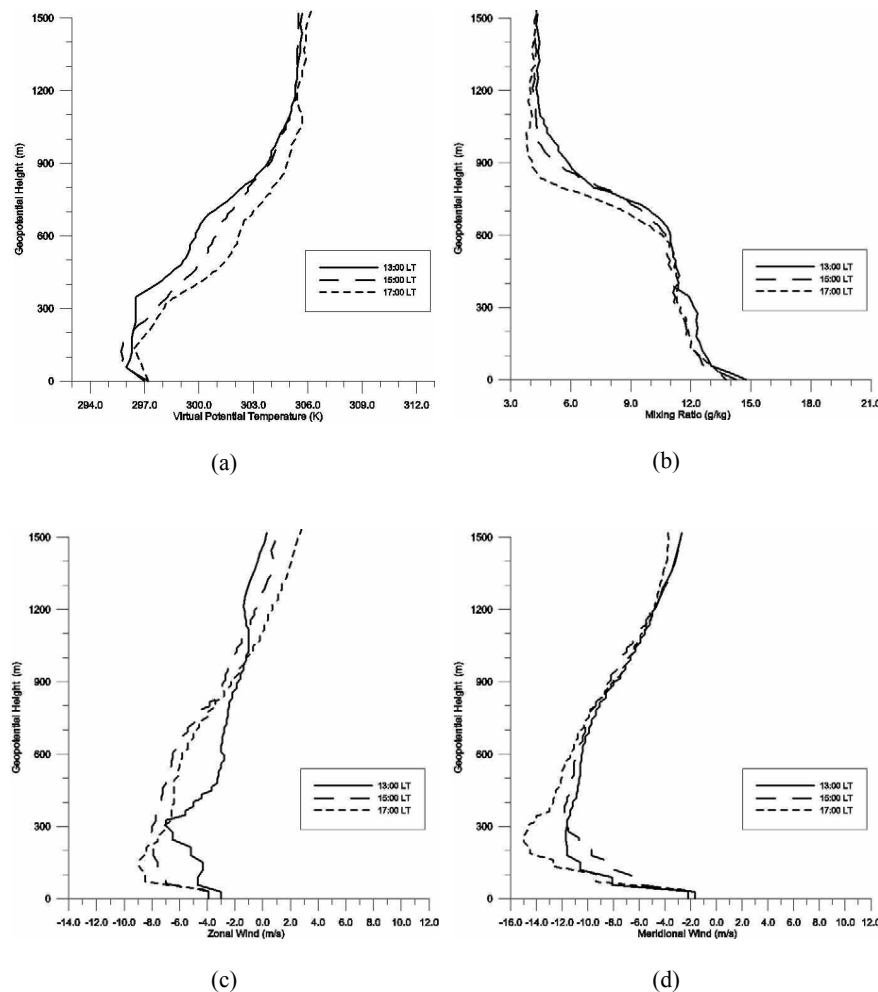 1500
1200
900
600
300
0
Geopotential Height (m)
294.0 297.0 300.0 303.0 306.0 309.0 312.0
Virtual Potential Temperature (K)
13:00 LT
15:00 LT
17:00 LT
(a)
1500
1200
900
600
300
0
Geopotential Height (m)
3.0 6.0 9.0 12.0 15.0 18.0 21.0
Mixing Ratio (g/kg)
13:00 LT
15:00 LT
17:00 LT
(b)
1500
1200
900
600
300
0
Geopotential Height (m)
-14.0 -12.0 -10.0 -8.0 -6.0 -4.0 -2.0 0.0 2.0 4.0 6.0 8.0 10.0 12.0
Zonal Wind (m/s)
13:00 LT
15:00 LT
17:00 LT
(c)
1500
1200
900
600
300
0
Geopotential Height (m)
-16.0 -14.0 -12.0 -10.0 -8.0 -6.0 -4.0 -2.0 0.0 2.0 4.0 6.0 8.0 10.0 12.0
Meridional Wind (m/s)
13:00 LT
15:00 LT
17:00 LT
(d)